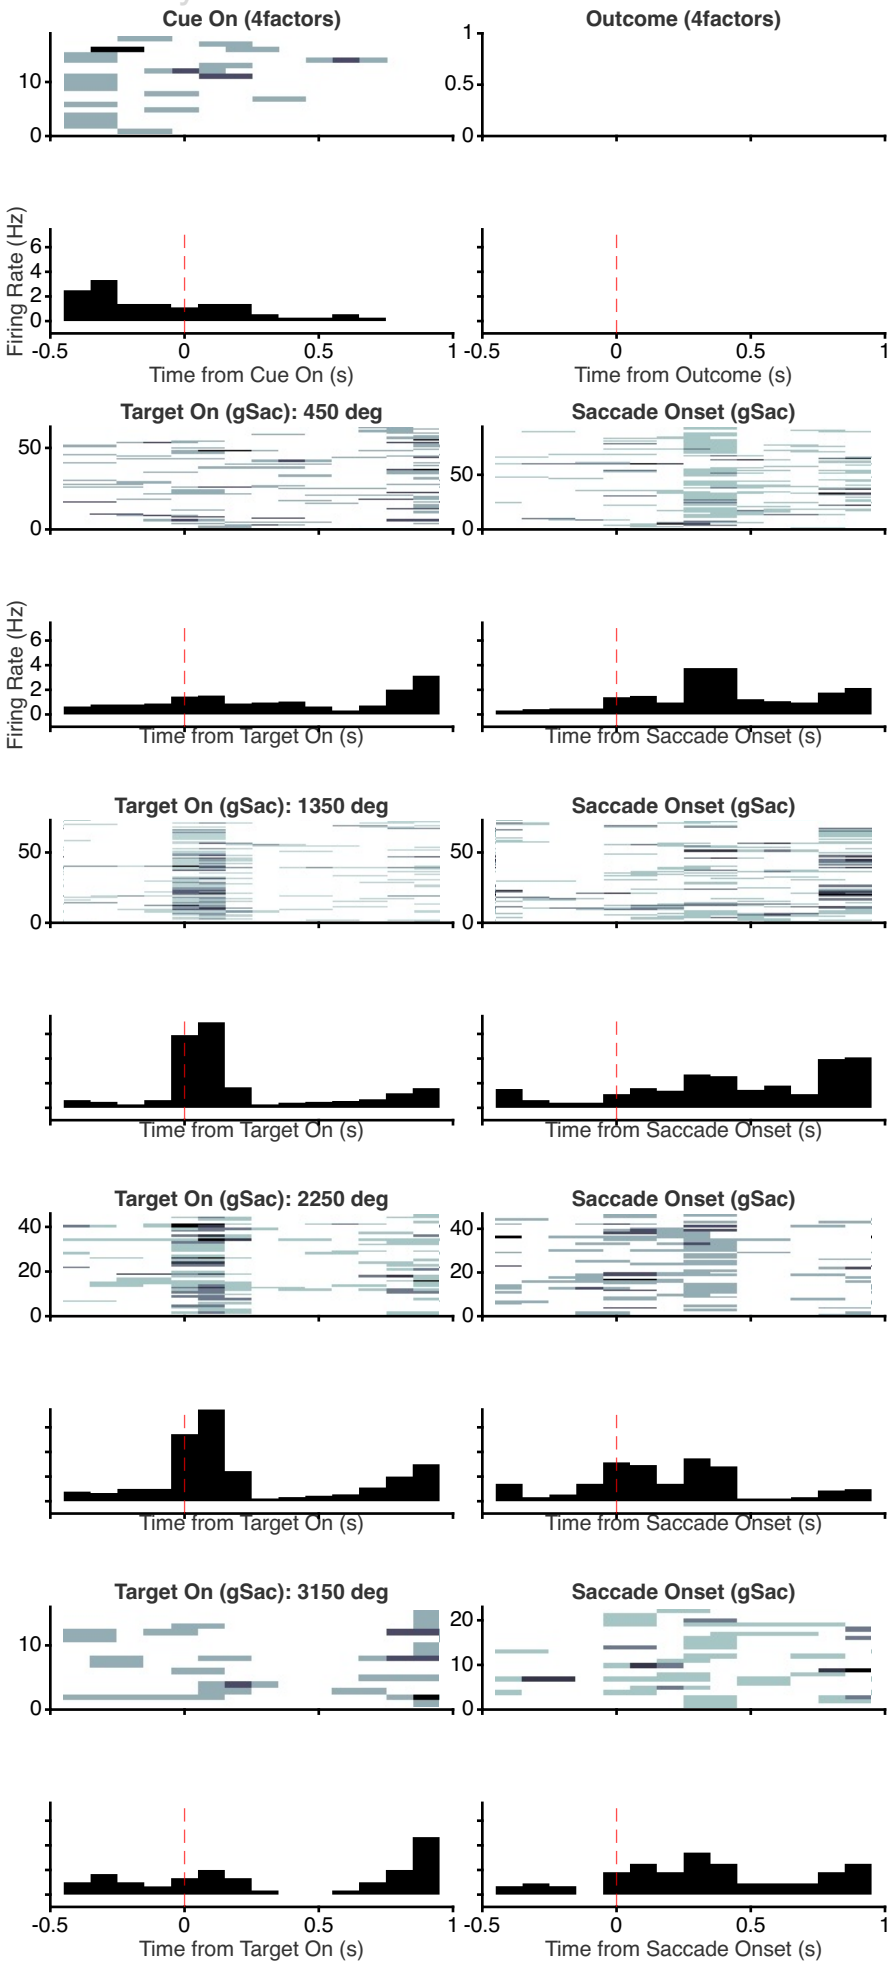 Cue On (4factors)
Outcome (4factors)
10
0
1
0.5
0
Firing Rate (Hz)
6
4
2
0
-0.5 0 0.5 1
-0.5 0 0.5 1
Time from Cue On (s)
Time from Outcome (s)
Target On (gSac): 450 deg
Saccade Onset (gSac)
50
0
50
0
Firing Rate (Hz)
6
4
2
0
Time from Target On (s)
Time from Saccade Onset (s)
Target On (gSac): 1350 deg
Saccade Onset (gSac)
50
0
50
0
Time from Target On (s)
Time from Saccade Onset (s)
Target On (gSac): 2250 deg
Saccade Onset (gSac)
40
20
0
40
20
0
Time from Target On (s)
Time from Saccade Onset (s)
Target On (gSac): 3150 deg
Saccade Onset (gSac)
10
0
20
10
0
-0.5 0 0.5 1
-0.5 0 0.5 1
Time from Target On (s)
Time from Saccade Onset (s)